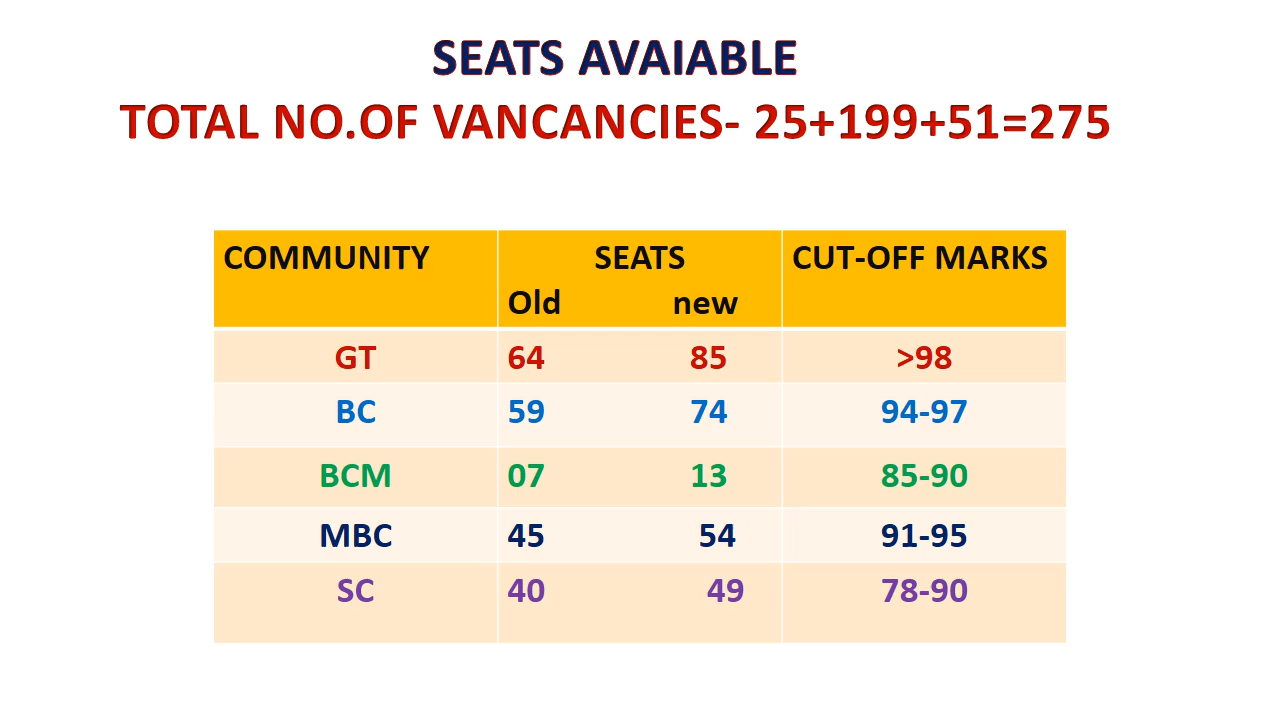 SEATS AVAIABLE
TOTAL NO.OF VANCANCIES- 25+199+51=275
COMMUNITY SEATS CUT-OFF MARKS
Old new
GT 64 85 >98
BC 59 74 94-97
BCM 07 13 85-90
MBC 45 54 91-95
SC 40 49 78-90